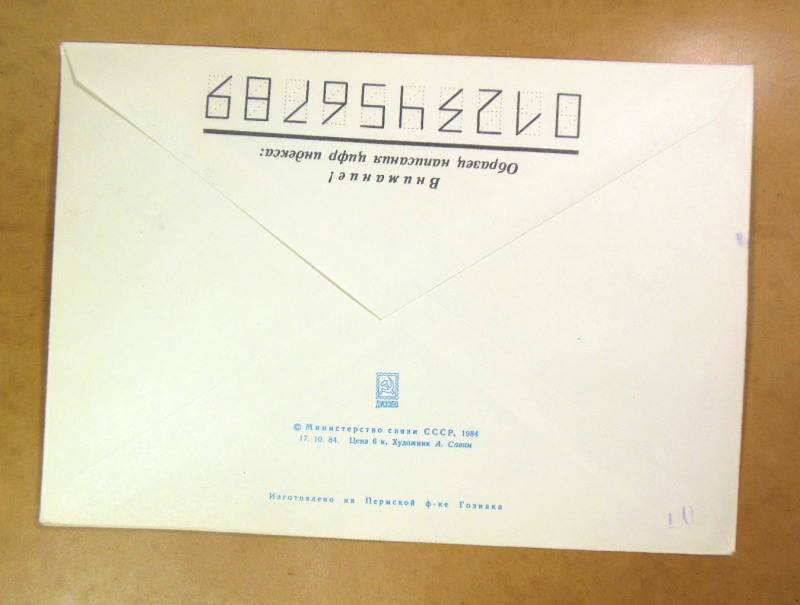 Внимание!
Образец написания цифр индекса:
0123456789
© Министерство связи СССР, 1984
17. 10. 84. Цена 6 к. Художник А. Савин
Изготовлено на Пермской ф-ке Гознака
10